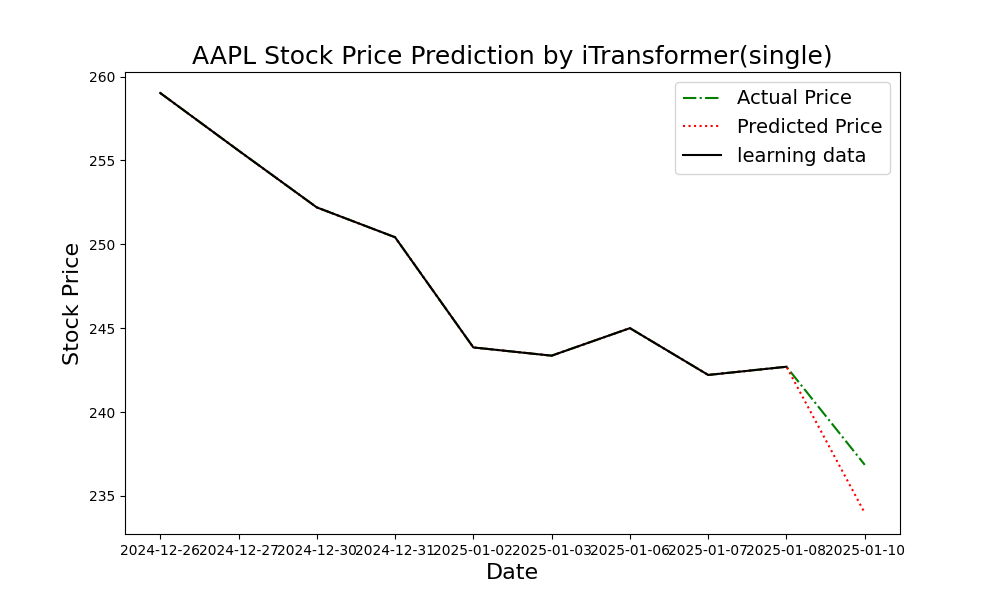 AAPL Stock Price Prediction by iTransformer(single)
Actual Price
Predicted Price
learning data
Stock Price
260
255
250
245
240
235
2024-12-26 2024-12-27 2024-12-30 2024-12-31 2025-01-02 2025-01-03 2025-01-06 2025-01-07 2025-01-08 2025-01-10
Date